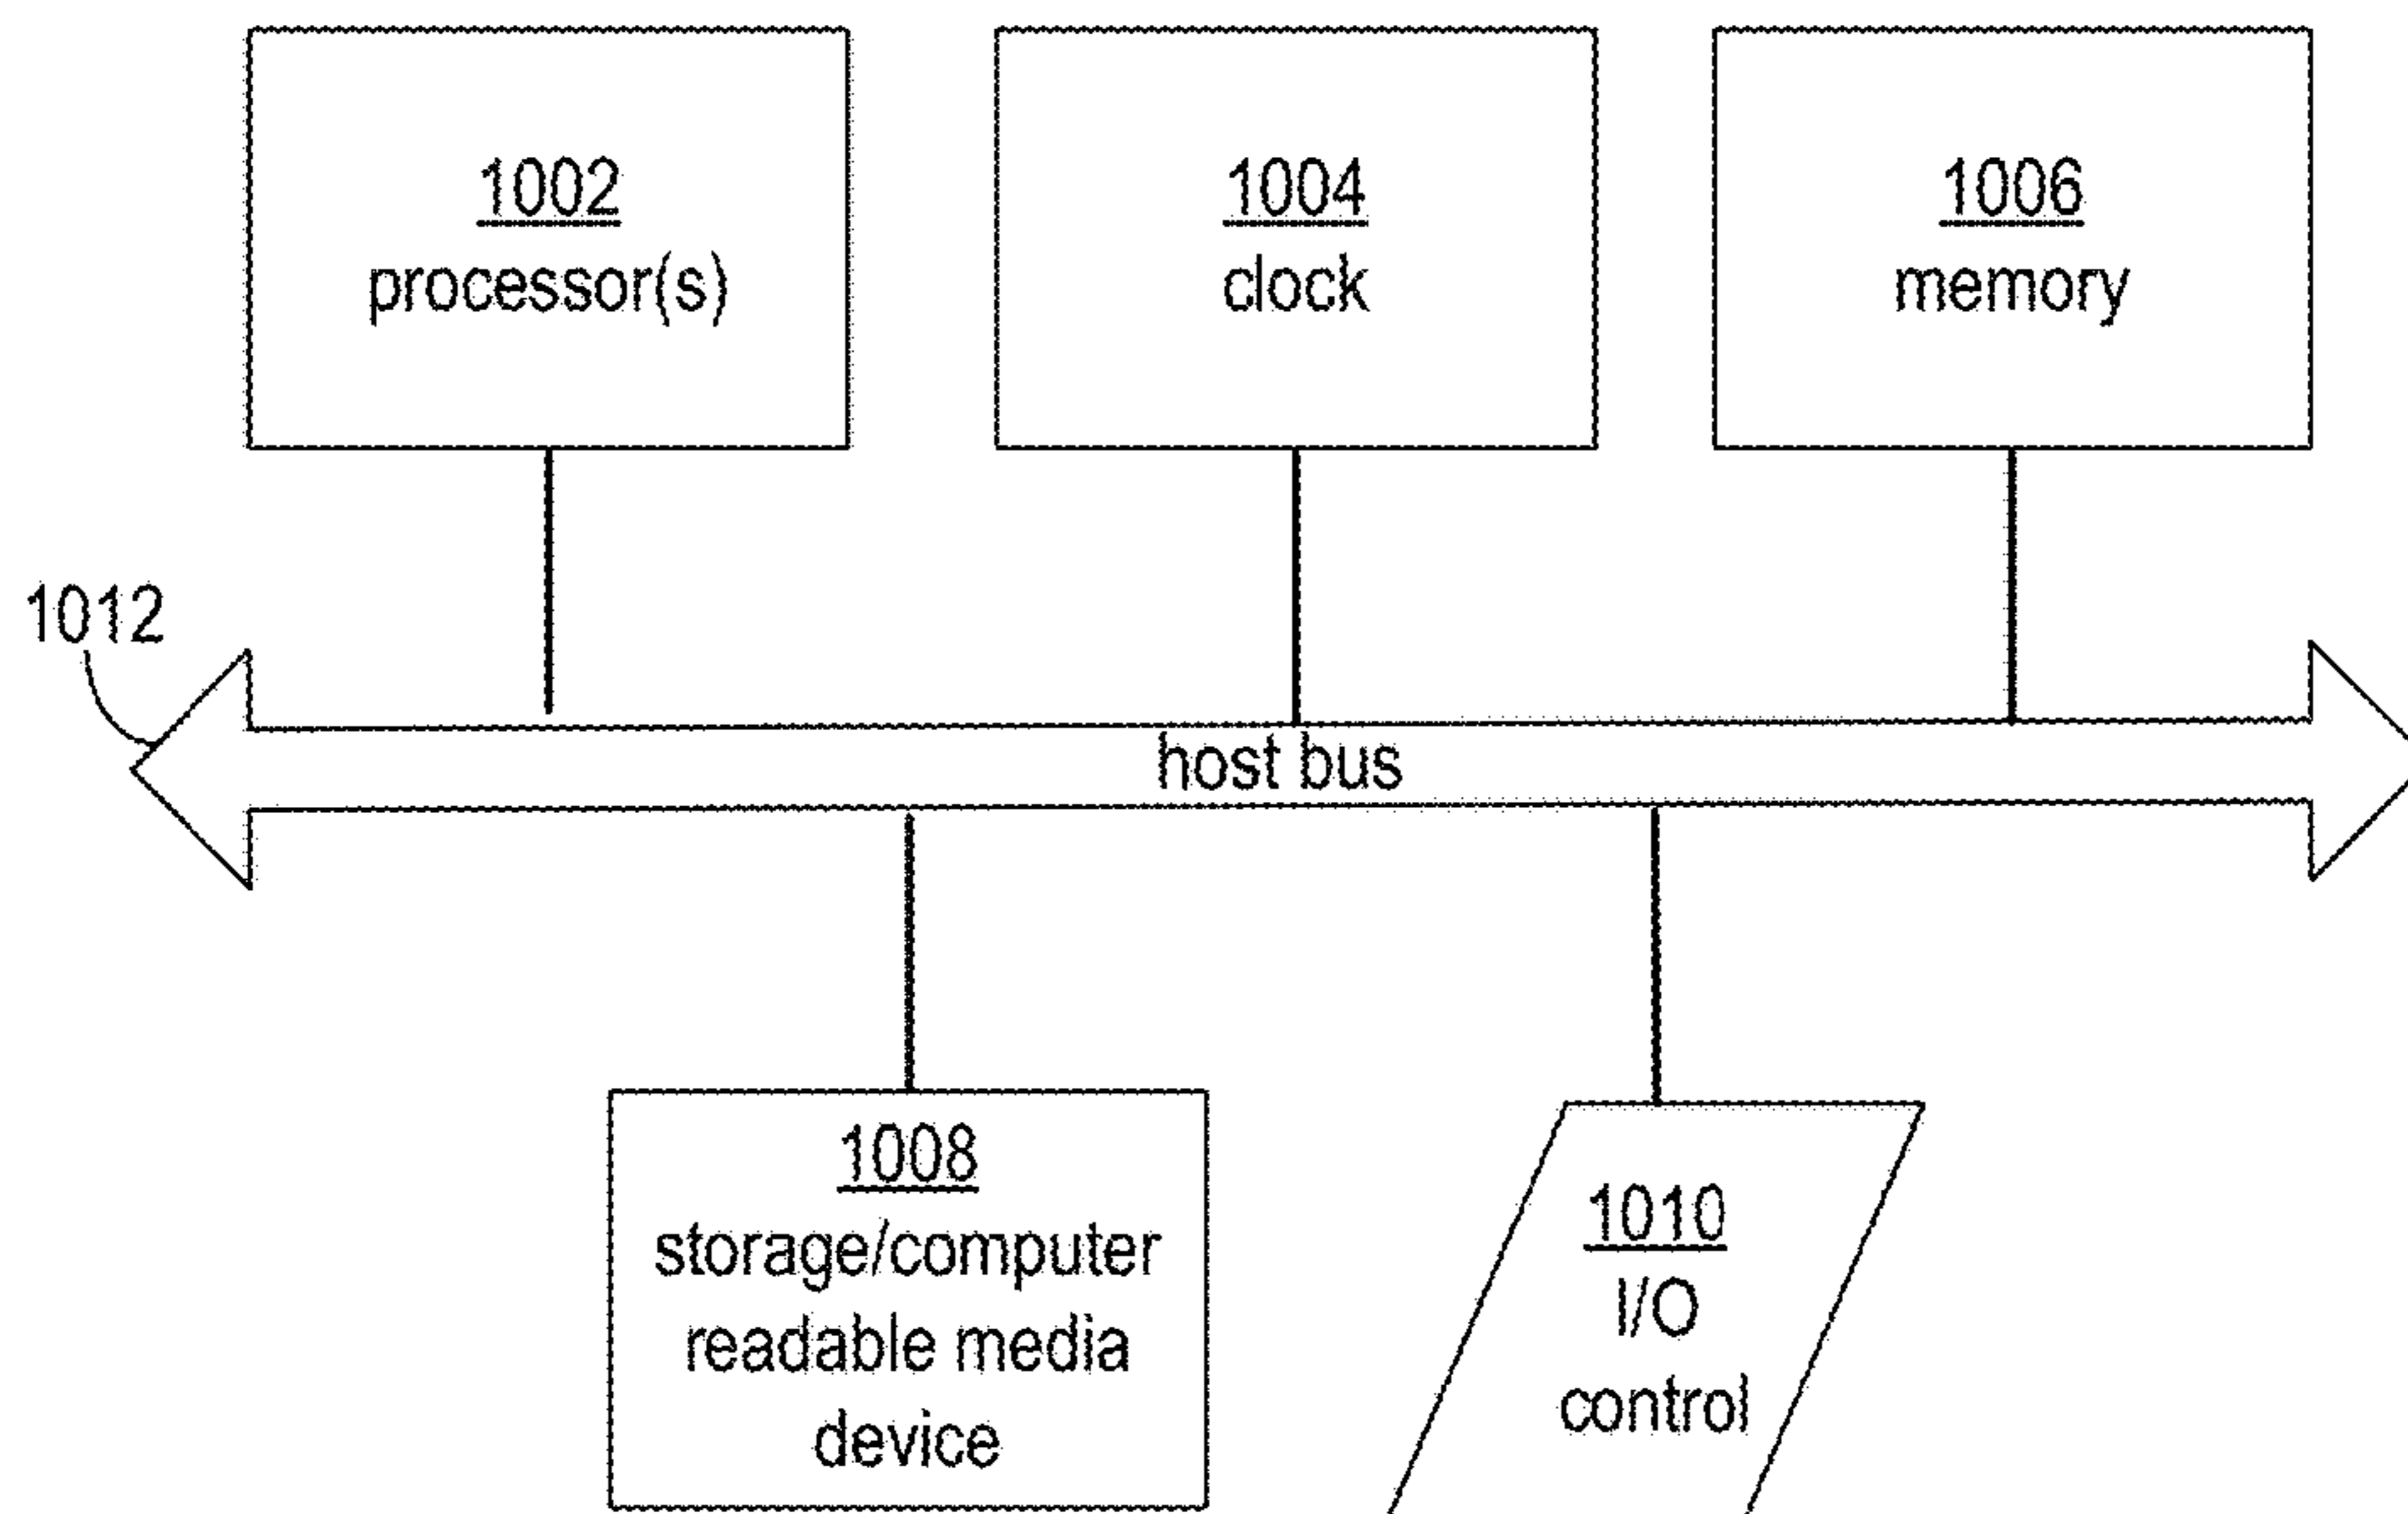 1002
processor(s)
1004
clock
1006
memory
1012
host bus
1008
storage/computer
readable media
device
1010
I/O
control